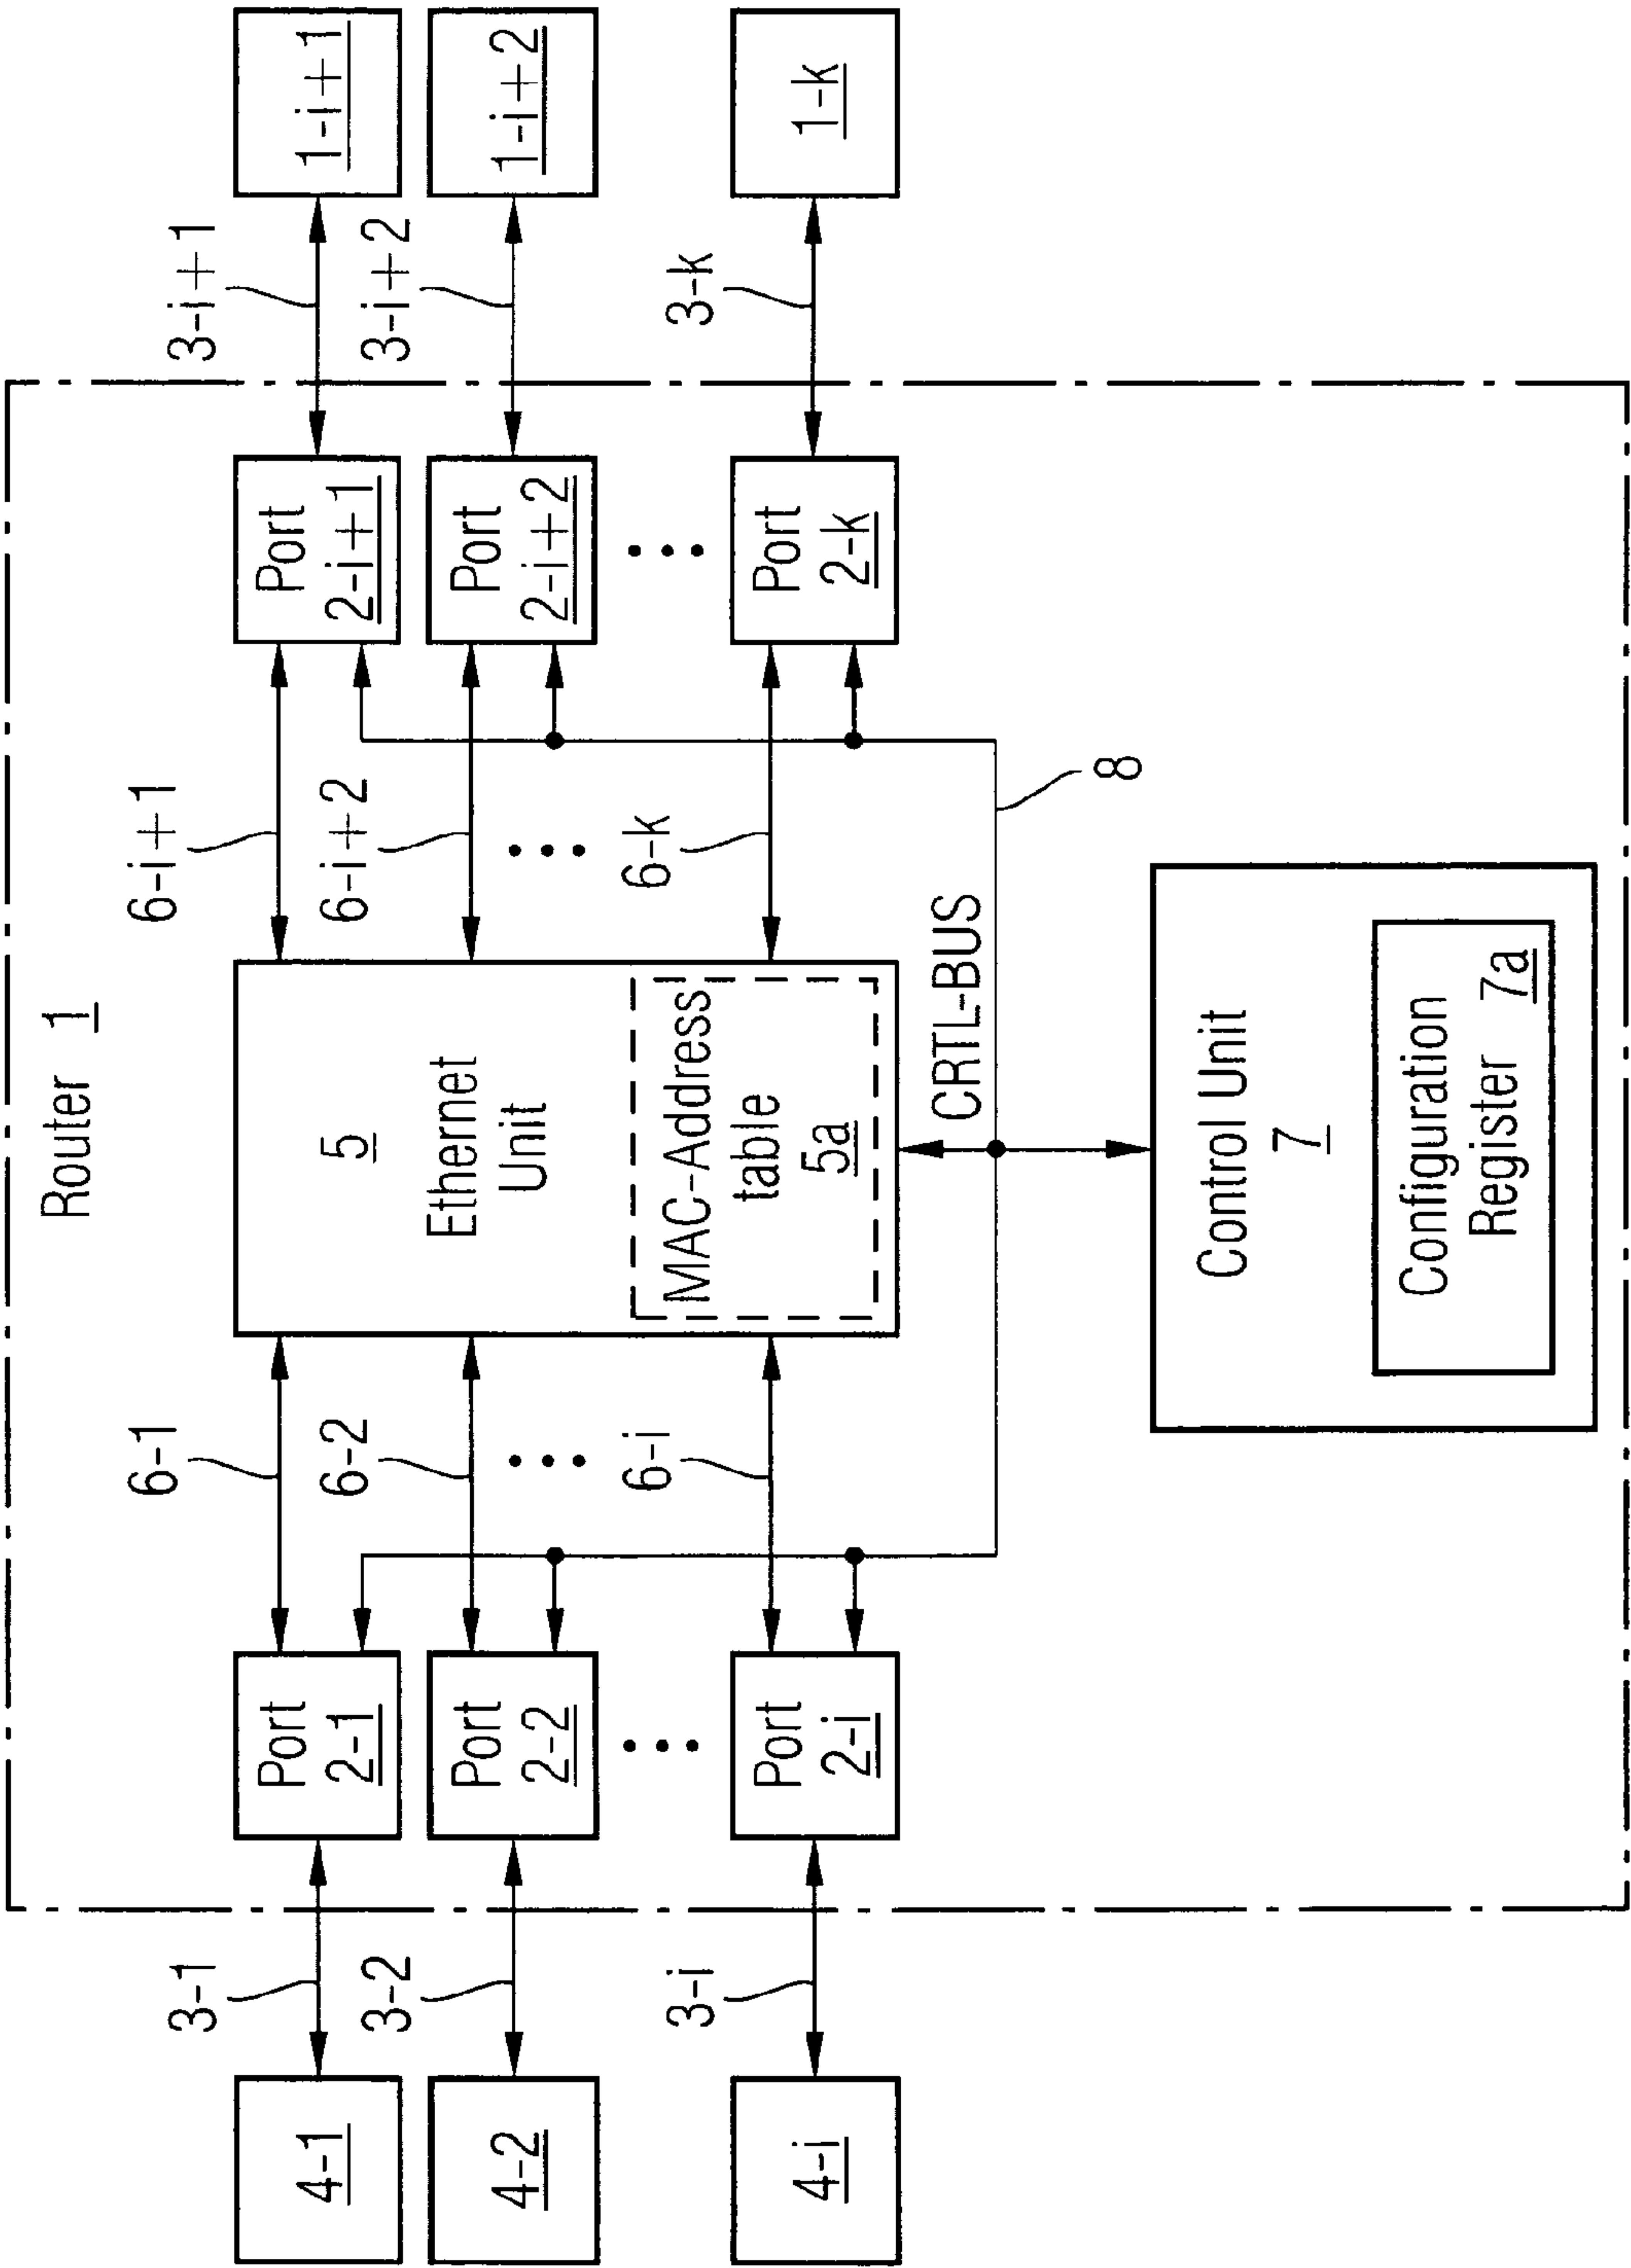 Router 1
6-1
6-i+1
3-1
3-i+1
4-1
Port
2-1
5
Ethernet
Unit
Port
2-i+1
1-i+1
6-2
6-i+2
3-2
3-i+2
4-2
Port
2-2
Port
2-i+2
1-i+2
6-i
6-k
3-i
3-k
4-i
Port
2-i
MAC-Address
table
5a
Port
2-k
1-k
CRTL-BUS
8
Control Unit
7
Configuration
Register 7a